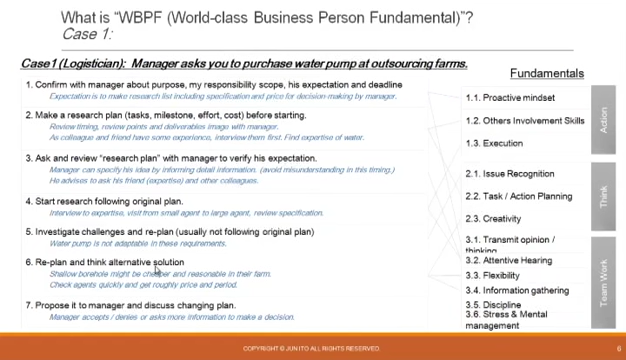 What is "WBPF (World-class Business Person Fundamental)"?
Case 1:
Case1 (Logistician): Manager asks you to purchase water pump at outsourcing farms.
Fundamentals
1. Confirm with manager about purpose, my responsibility scope, his expectation and deadline
Expectation is to make research list including specification and price for decision-making by manager.
2. Make a research plan (tasks, milestone, effort, cost) before starting.
Review timing, review points and deliverables image with manager.
As colleague and friend have some experience, interview them first. Find expertise of water.
3. Ask and review "research plan" with manager to verify his expectation.
Manager can specify his idea by informing detail information. (avoid misunderstanding in this timing.)
He advises to ask his friend (expertise) and other colleagues.
4. Start research following original plan.
Interview to expertise, visit from small agent to large agent, review specification.
5. Investigate challenges and re-plan (usually not following original plan)
Water pump is not adaptable in these requirements.
6. Re-plan and think alternative solution
Shallow borehole might be cheaper and reasonable in their farm.
Check agents quickly and get roughly price and period.
7. Propose it to manager and discuss changing plan.
Manager accepts / denies or asks more information to make a decision.
1.1. Proactive mindset
1.2. Others Involvement Skills
1.3. Execution
Action
2.1. Issue Recognition
2.2. Task / Action Planning
2.3. Creativity
Think
3.1. Transmit opinion /
thinking
3.2. Attentive Hearing
3.3. Flexibility
3.4. Information gathering
3.5. Discipline
3.6. Stress & Mental
management
Team Work
COPYRIGHT © JUN ITO ALL RIGHTS RESERVED
6